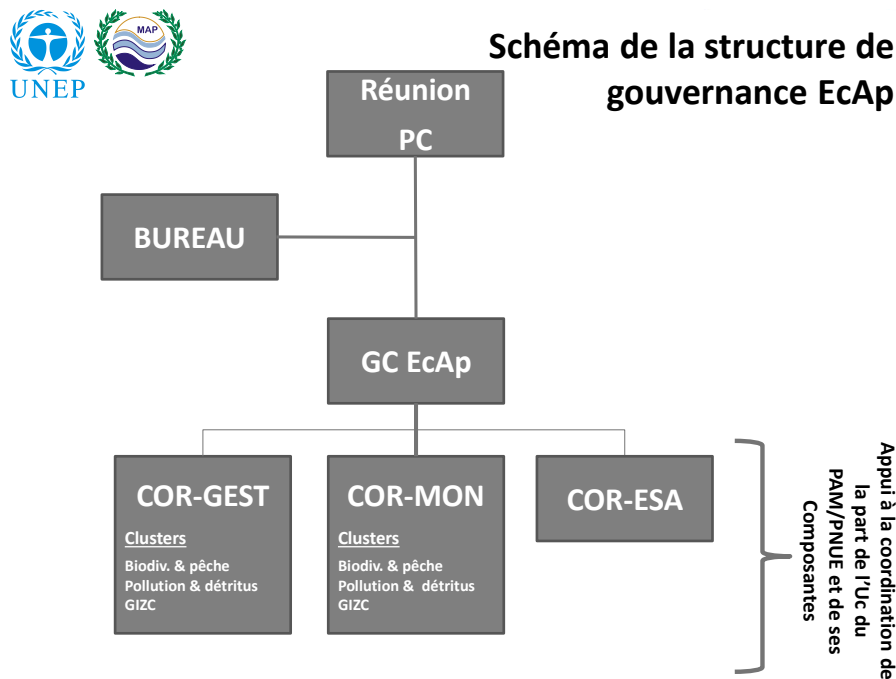 UNEP
MAP
Schéma de la structure de
gouvernance EcAp
Réunion
PC
BUREAU
GC EcAp
COR-GEST
Clusters
Biodiv. & pêche
Pollution & détritus
GIZC
COR-MON
Clusters
Biodiv. & pêche
Pollution & détritus
GIZC
COR-ESA
Appui à la coordination de
la part de l'Uc du
PAM/PNUE et de ses
Composantes